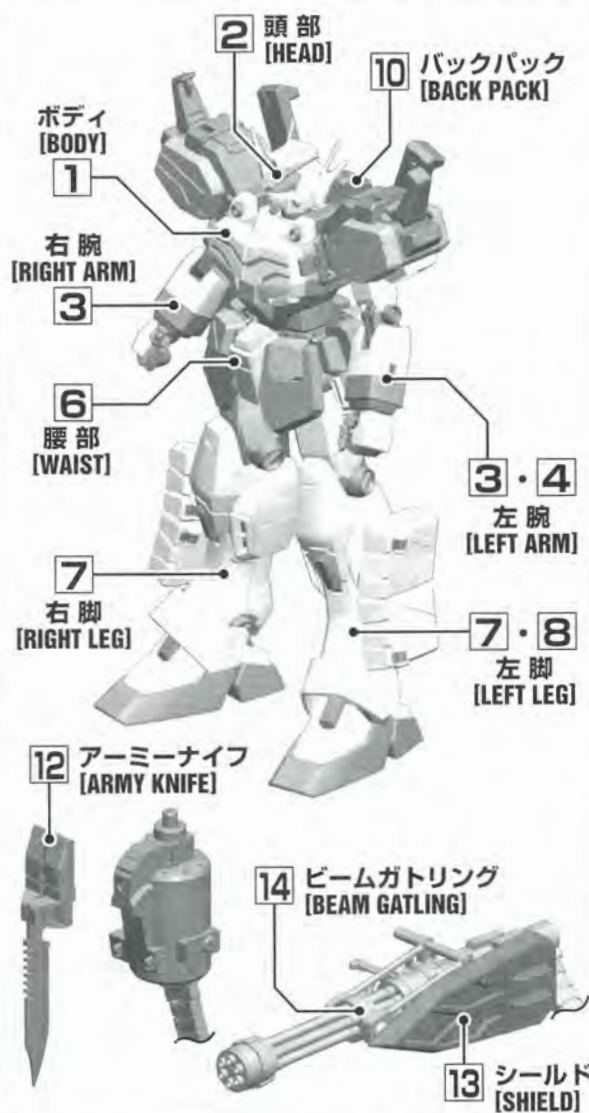 2 頭部
[HEAD]
10 バックパック
[BACK PACK]
ボディ
[BODY]
1
右腕
[RIGHT ARM]
3
6
腰部
[WAIST]
3・4
左腕
[LEFT ARM]
7
右脚
[RIGHT LEG]
7・8
左脚
[LEFT LEG]
12 アーミーナイフ
[ARMY KNIFE]
14 ビームガトリング
[BEAM GATLING]
13 シールド
[SHIELD]